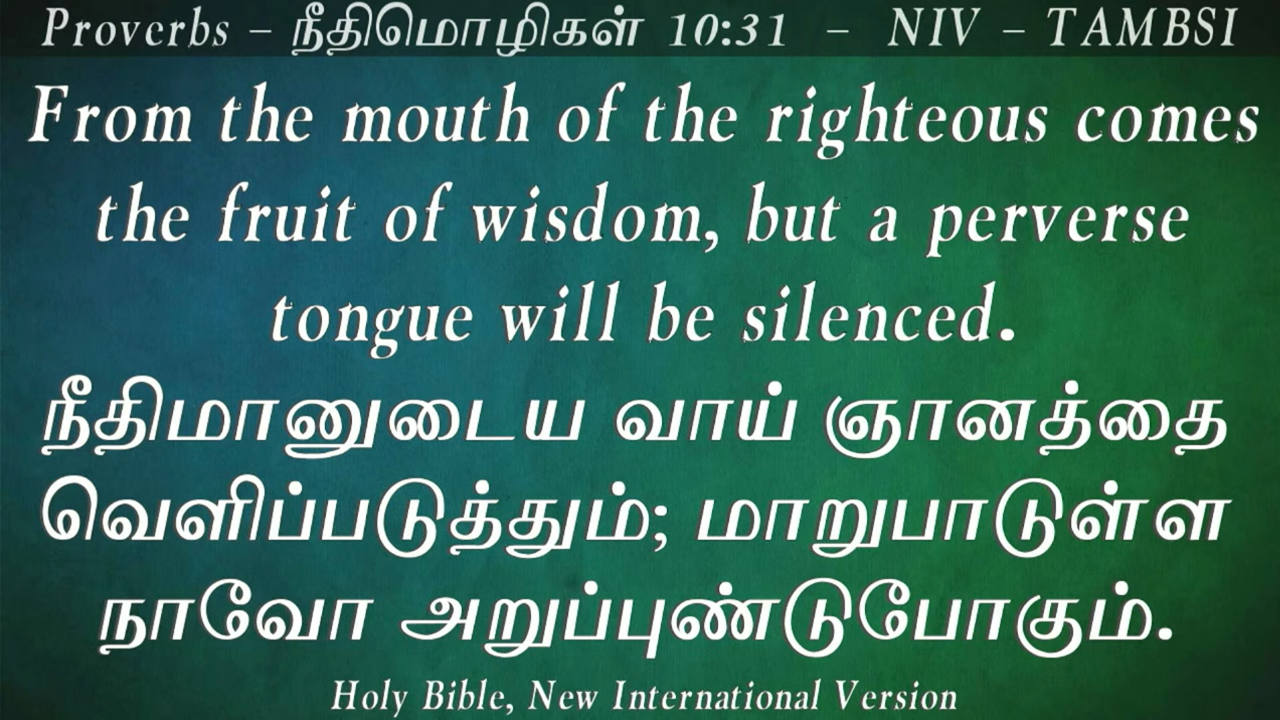 Proverbs – நீதிமொழிகள் 10:31 – NIV – TAMBSI
From the mouth of the righteous comes
the fruit of wisdom, but a perverse
tongue will be silenced.
நீதிமானுடைய வாய் ஞானத்தை
வெளிப்படுத்தும்; மாறுபாடுள்ள
நாவோ அறுப்புண்டுபோகும்.
Holy Bible, New International Version